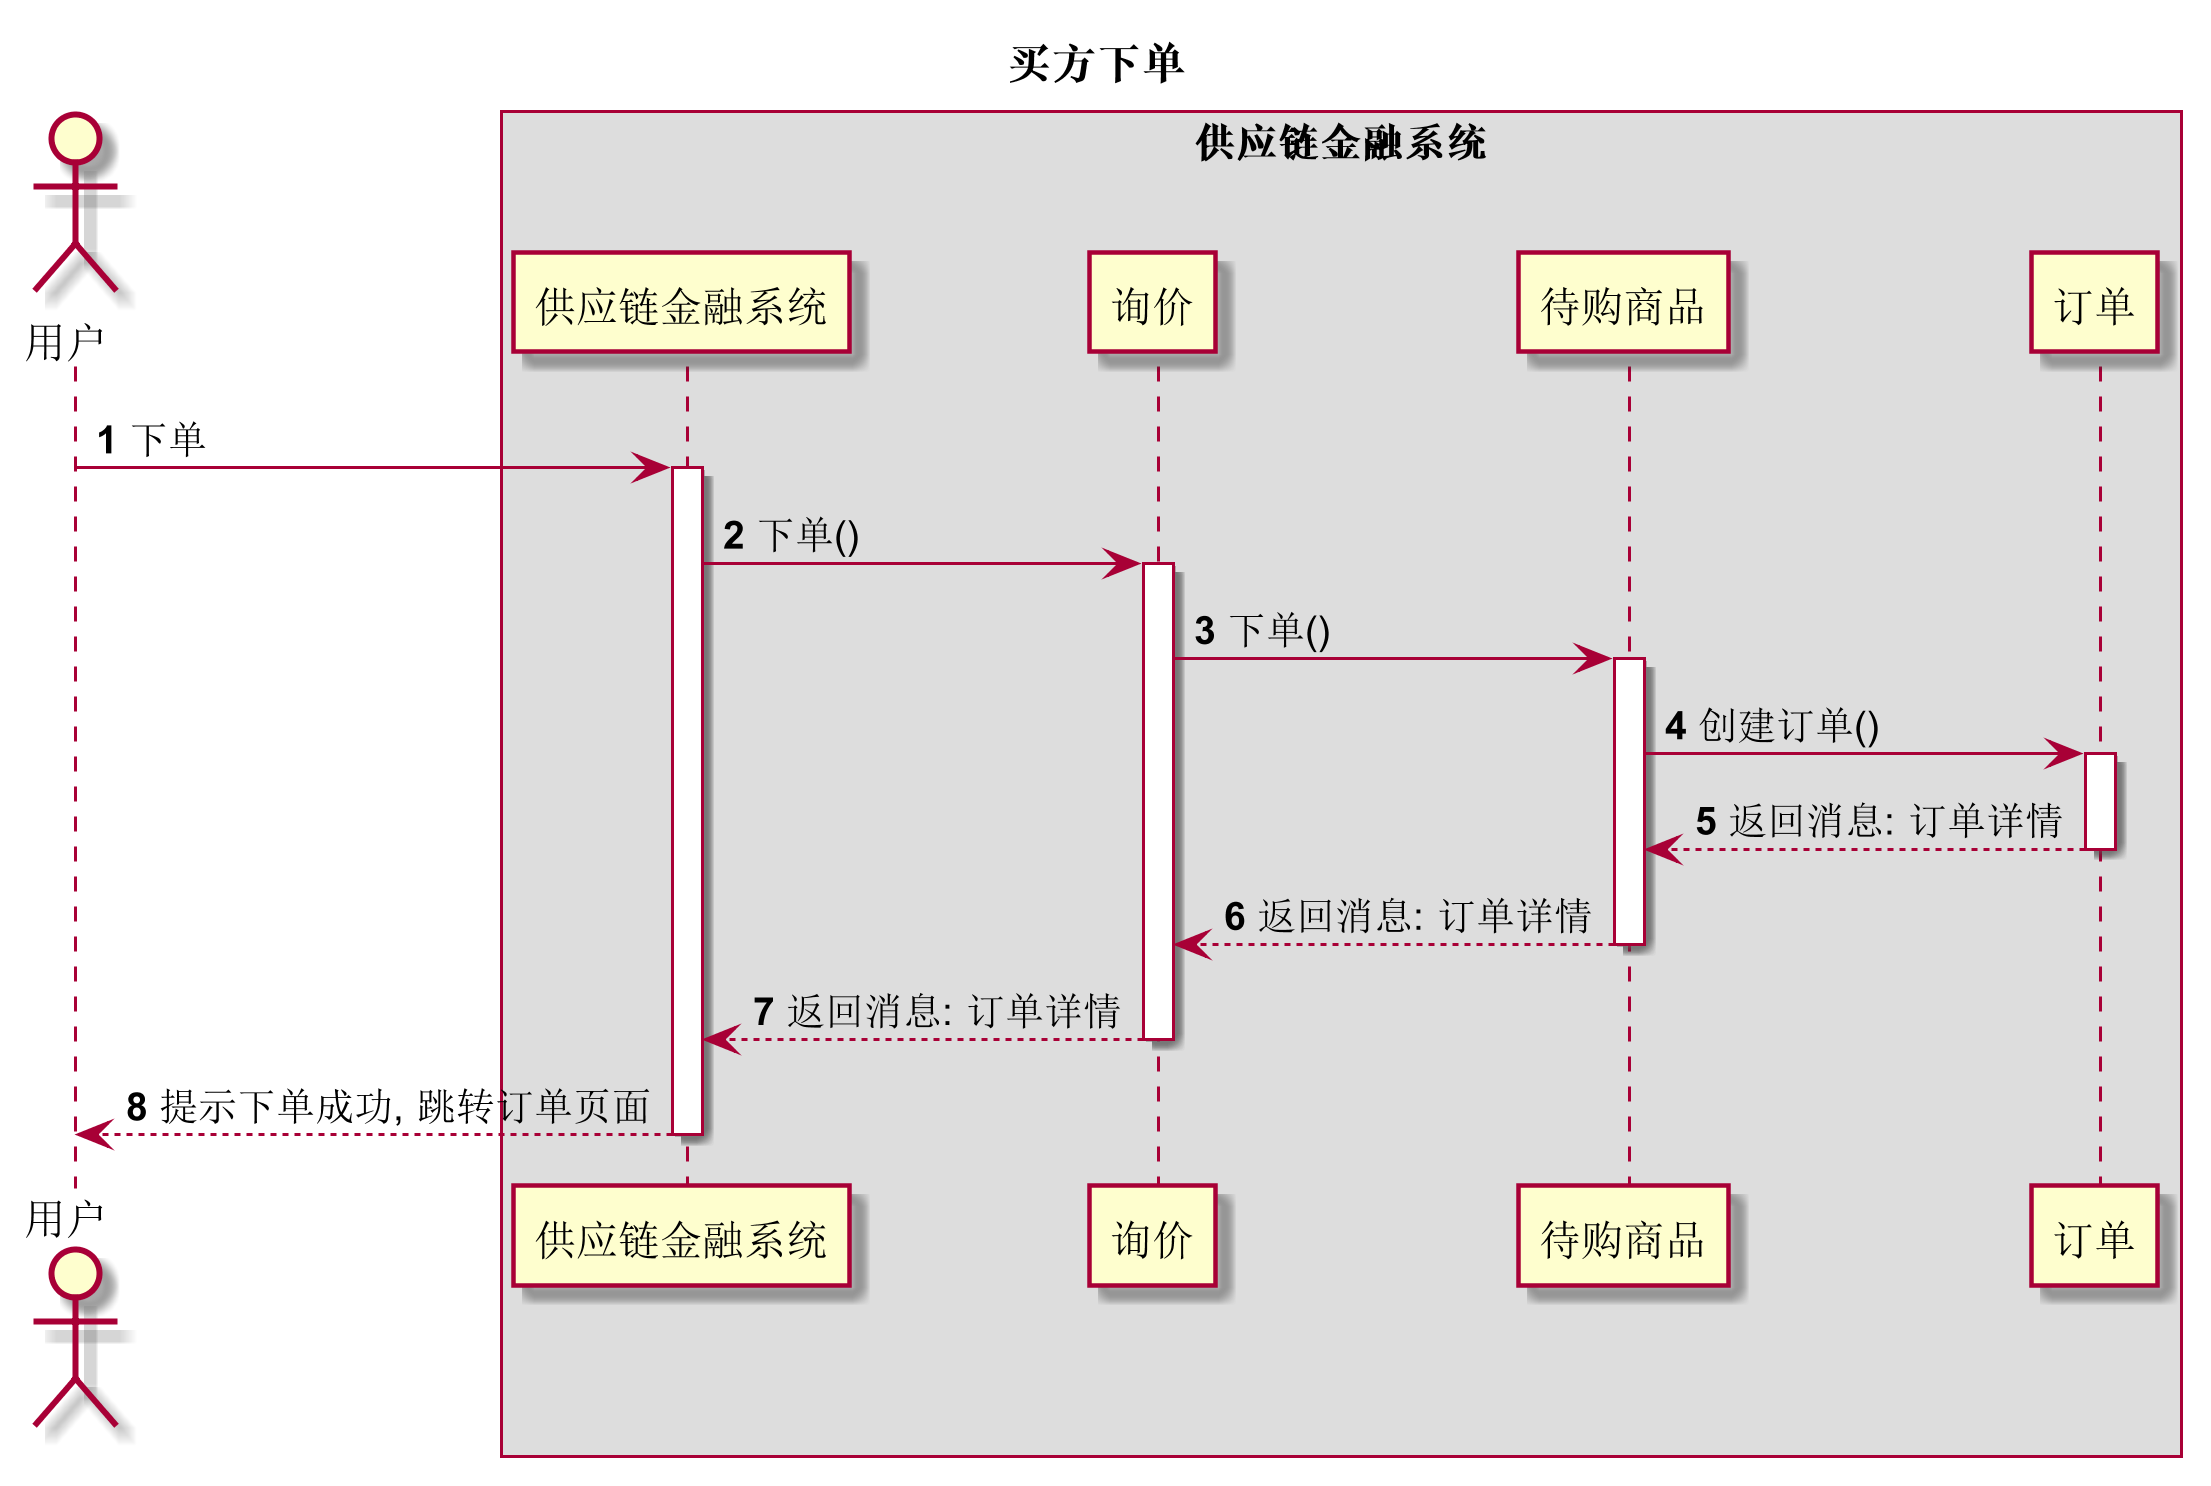 买方下单
供应链金融系统
用户
供应链金融系统
询价
待购商品
订单
1 下单
2 下单()
3 下单()
4 创建订单()
5 返回消息: 订单详情
6 返回消息: 订单详情
7 返回消息: 订单详情
8 提示下单成功, 跳转订单页面
用户
供应链金融系统
询价
待购商品
订单